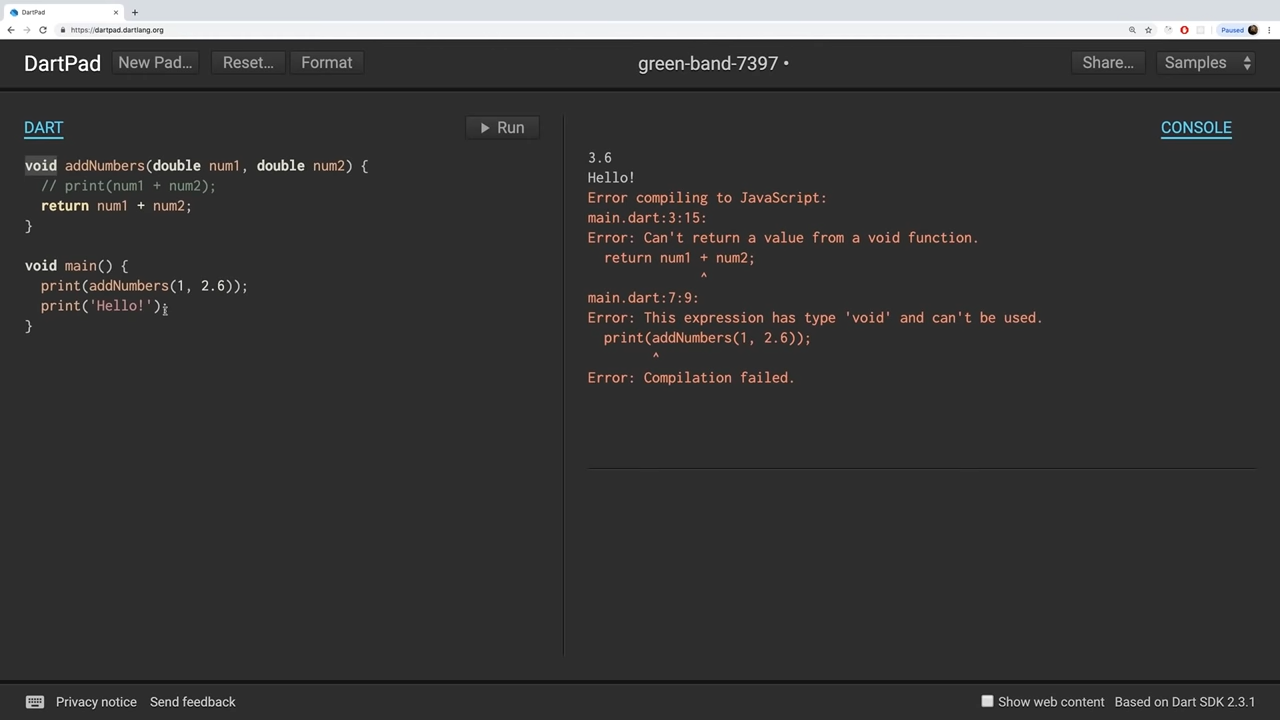 DartPad
https://dartpad.dartlang.org
Paused
DartPad
New Pad...
Reset...
Format
green-band-7397 •
Share...
Samples
DART
Run
CONSOLE
void addNumbers(double num1, double num2) {
// print(num1 + num2);
return num1 + num2;
}
void main() {
print(addNumbers(1, 2.6));
print('Hello!');
}
3.6
Hello!
Error compiling to JavaScript:
main.dart:3:15:
Error: Can't return a value from a void function.
return num1 + num2;
^
main.dart:7:9:
Error: This expression has type 'void' and can't be used.
print(addNumbers(1, 2.6));
^
Error: Compilation failed.
Privacy notice
Send feedback
Show web content
Based on Dart SDK 2.3.1